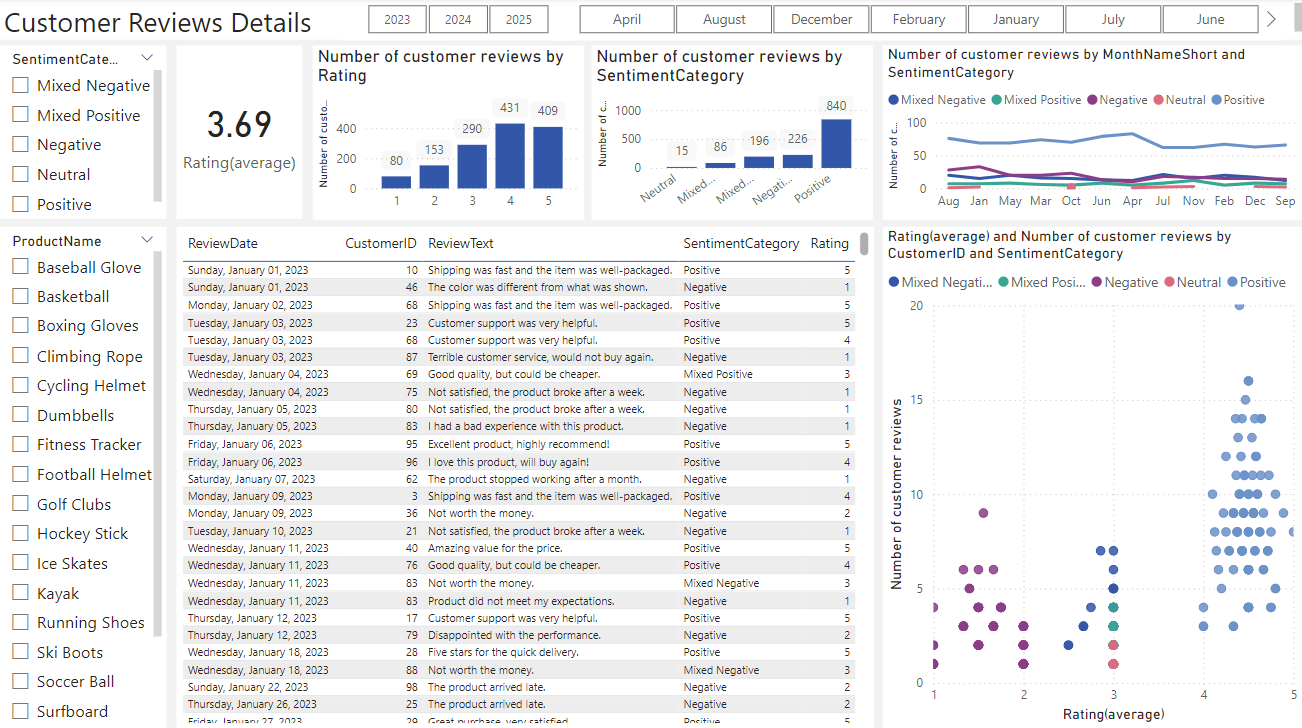 Customer Reviews Details
2023 2024 2025 April August December February January July June
SentimentCate...
Mixed Negative
Mixed Positive
Negative
Neutral
Positive
3.69
Rating(average)
Number of customer reviews by
Rating
Number of custo...
400
200
0
80 153 290 431 409
1 2 3 4 5
Number of customer reviews by
SentimentCategory
Number of c...
1000
500
0
15 86 196 226 840
Neutral Mixed... Mixed... Negati... Positive
Number of customer reviews by MonthNameShort and
SentimentCategory
Mixed Negative Mixed Positive Negative Neutral Positive
Number of c...
100
50
0
Aug Jan May Mar Oct Jun Apr Jul Nov Feb Dec Sep
ProductName
Baseball Glove
Basketball
Boxing Gloves
Climbing Rope
Cycling Helmet
Dumbbells
Fitness Tracker
Football Helmet
Golf Clubs
Hockey Stick
Ice Skates
Kayak
Running Shoes
Ski Boots
Soccer Ball
Surfboard
ReviewDate CustomerID ReviewText SentimentCategory Rating
Sunday, January 01, 2023 10 Shipping was fast and the item was well-packaged. Positive 5
Sunday, January 01, 2023 46 The color was different from what was shown. Negative 1
Monday, January 02, 2023 68 Shipping was fast and the item was well-packaged. Positive 5
Tuesday, January 03, 2023 23 Customer support was very helpful. Positive 5
Tuesday, January 03, 2023 68 Customer support was very helpful. Positive 4
Tuesday, January 03, 2023 87 Terrible customer service, would not buy again. Negative 1
Wednesday, January 04, 2023 69 Good quality, but could be cheaper. Mixed Positive 3
Wednesday, January 04, 2023 75 Not satisfied, the product broke after a week. Negative 1
Thursday, January 05, 2023 80 Not satisfied, the product broke after a week. Negative 1
Thursday, January 05, 2023 83 I had a bad experience with this product. Negative 1
Friday, January 06, 2023 95 Excellent product, highly recommend! Positive 5
Friday, January 06, 2023 96 I love this product, will buy again! Positive 4
Saturday, January 07, 2023 62 The product stopped working after a month. Negative 1
Monday, January 09, 2023 3 Shipping was fast and the item was well-packaged. Positive 4
Monday, January 09, 2023 36 Not worth the money. Negative 2
Tuesday, January 10, 2023 21 Not satisfied, the product broke after a week. Negative 1
Wednesday, January 11, 2023 40 Amazing value for the price. Positive 5
Wednesday, January 11, 2023 76 Good quality, but could be cheaper. Positive 4
Wednesday, January 11, 2023 83 Not worth the money. Mixed Negative 3
Wednesday, January 11, 2023 83 Product did not meet my expectations. Negative 1
Thursday, January 12, 2023 17 Customer support was very helpful. Positive 5
Thursday, January 12, 2023 79 Disappointed with the performance. Negative 2
Wednesday, January 18, 2023 28 Five stars for the quick delivery. Positive 5
Wednesday, January 18, 2023 88 Not worth the money. Mixed Negative 3
Sunday, January 22, 2023 98 The product arrived late. Negative 2
Thursday, January 26, 2023 25 The product arrived late. Negative 2
Friday, January 27, 2023 29 Great purchase, very satisfied. Positive 5
Rating(average) and Number of customer reviews by
CustomerID and SentimentCategory
Mixed Negati... Mixed Posi... Negative Neutral Positive
Number of customer reviews
20
15
10
5
0
1 2 3 4 5
Rating(average)